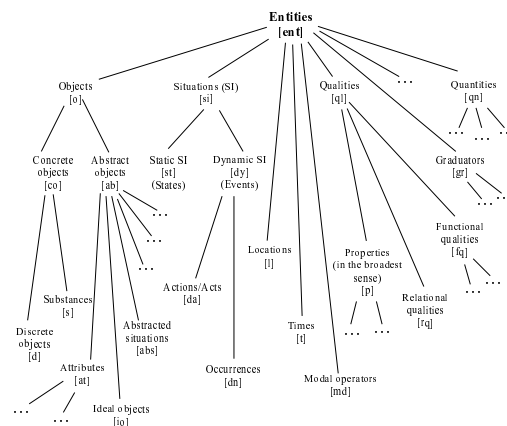 Entities
[ent]
Objects
[o]
Situations (SI)
[si]
Qualities
[ql]
...
Quantities
[qn]
...
...
...
Concrete
objects
[co]
Abstract
objects
[ab]
Static SI
[st]
(States)
Dynamic SI
[dy]
(Events)
Graduators
[gr]
...
...
...
...
...
Locations
[l]
Properties
(in the broadest
sense)
[p]
Functional
qualities
[fq]
...
...
Actions/Acts
[da]
Substances
[s]
Relational
qualities
[rq]
Discrete
objects
[d]
Abstracted
situations
[abs]
Times
[t]
...
...
Attributes
[at]
Occurrences
[dn]
Modal operators
[md]
...
...
Ideal objects
[io]